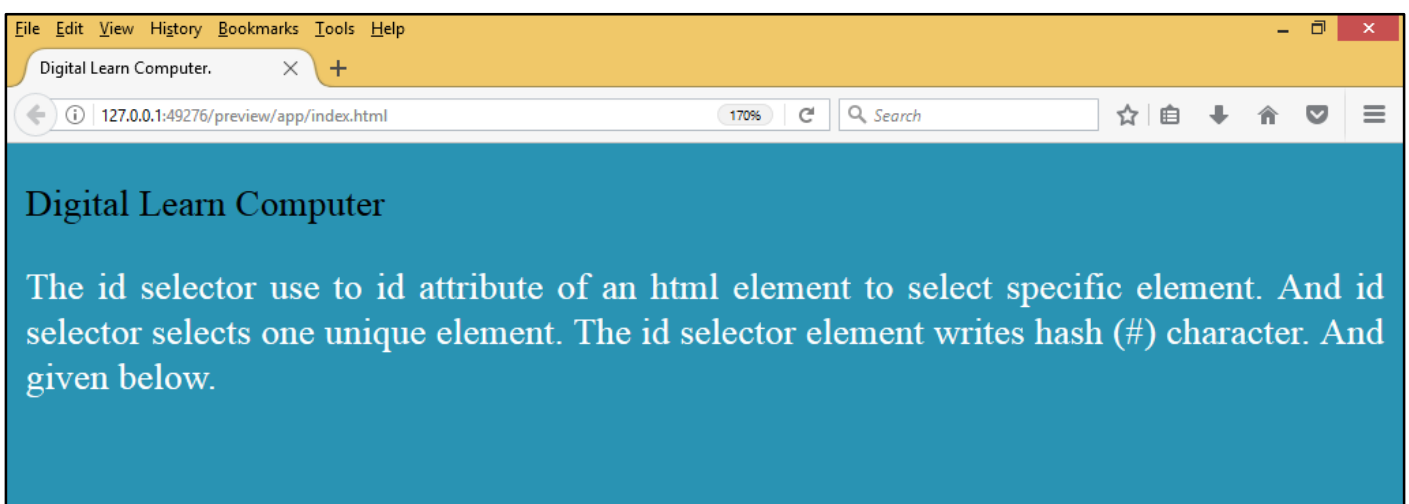 File Edit View History Bookmarks Tools Help
Digital Learn Computer.
127.0.0.1:49276/preview/app/index.html 170% Search
Digital Learn Computer
The id selector use to id attribute of an html element to select specific element. And id
selector selects one unique element. The id selector element writes hash (#) character. And
given below.